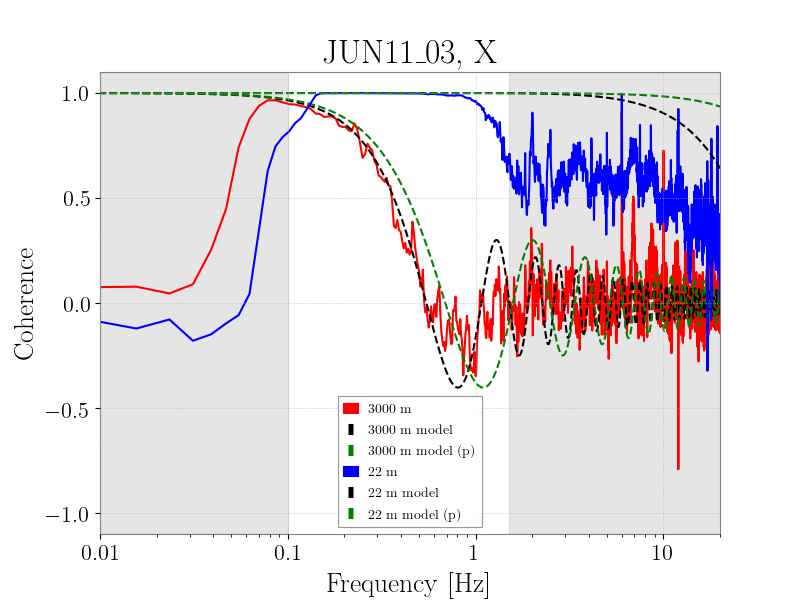 JUN11_03, X
1.0
0.5
0.0
−0.5
−1.0
Coherence
3000 m
3000 m model
3000 m model (p)
22 m
22 m model
22 m model (p)
0.01
0.1
1
10
Frequency [Hz]